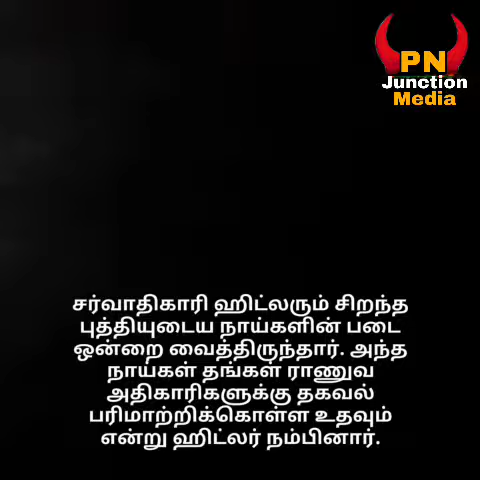 PN
Junction
Media
சர்வாதிகாரி ஹிட்லரும் சிறந்த
புத்தியுடைய நாய்களின் படை
ஒன்றை வைத்திருந்தார். அந்த
நாய்கள் தங்கள் ராணுவ
அதிகாரிகளுக்கு தகவல்
பரிமாற்றிக்கொள்ள உதவும்
என்று ஹிட்லர் நம்பினார்.